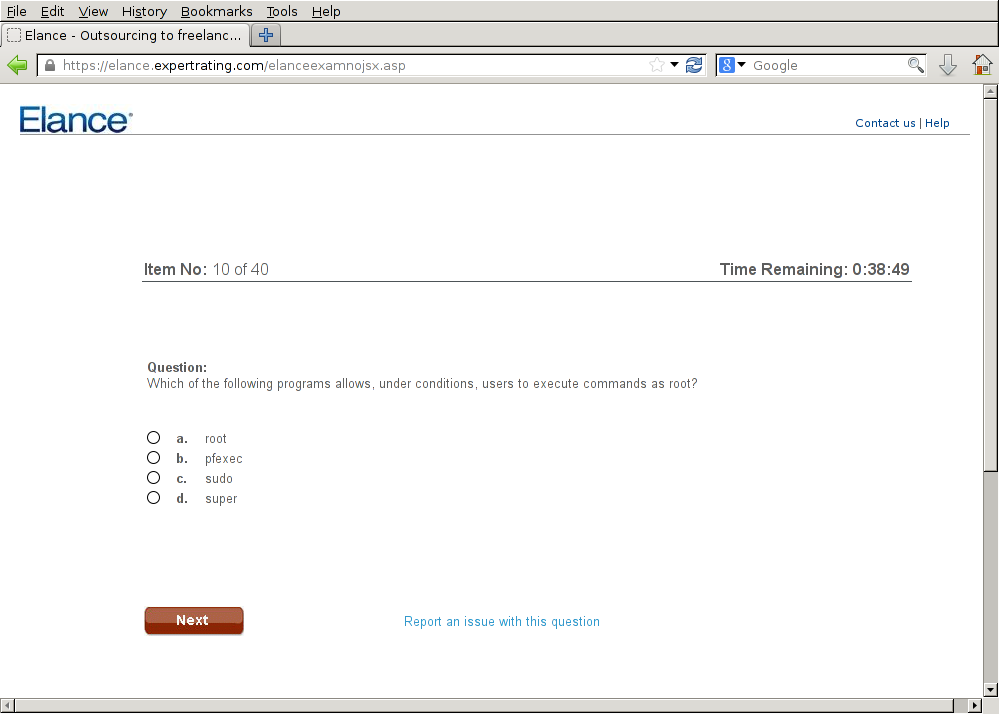 File Edit View History Bookmarks Tools Help
Elance - Outsourcing to freelanc...
https://elance.expertrating.com/elanceexamnojsx.asp
8 Google
Elance®
Contact us | Help
Item No: 10 of 40
Time Remaining: 0:38:49
Question:
Which of the following programs allows, under conditions, users to execute commands as root?
a. root
b. pfexec
c. sudo
d. super
Next
Report an issue with this question